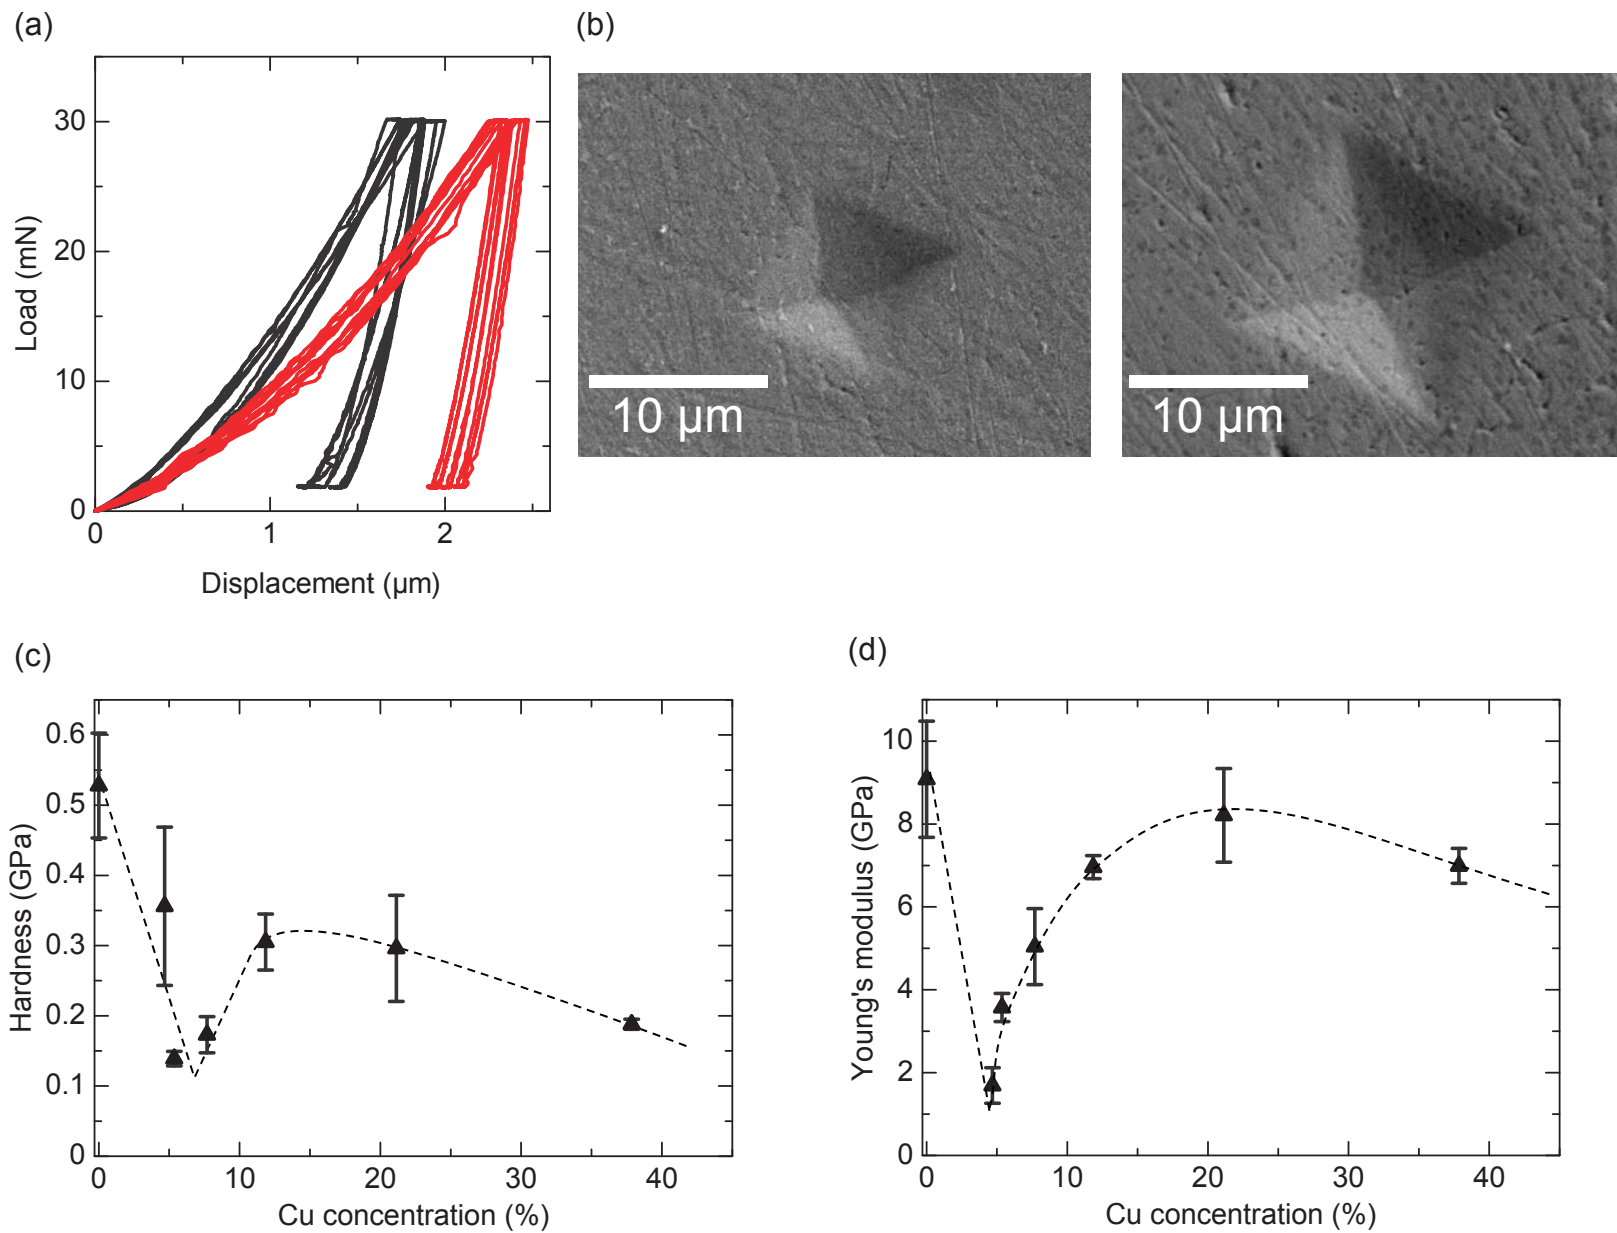 (a)
(b)
30
20
10
0
Load (mN)
0 1 2
Displacement (µm)
10 µm
10 µm
(c)
(d)
0.6
0.5
0.4
0.3
0.2
0.1
0
Hardness (GPa)
0 10 20 30 40
Cu concentration (%)
10
8
6
4
2
0
Young's modulus (GPa)
0 10 20 30 40
Cu concentration (%)